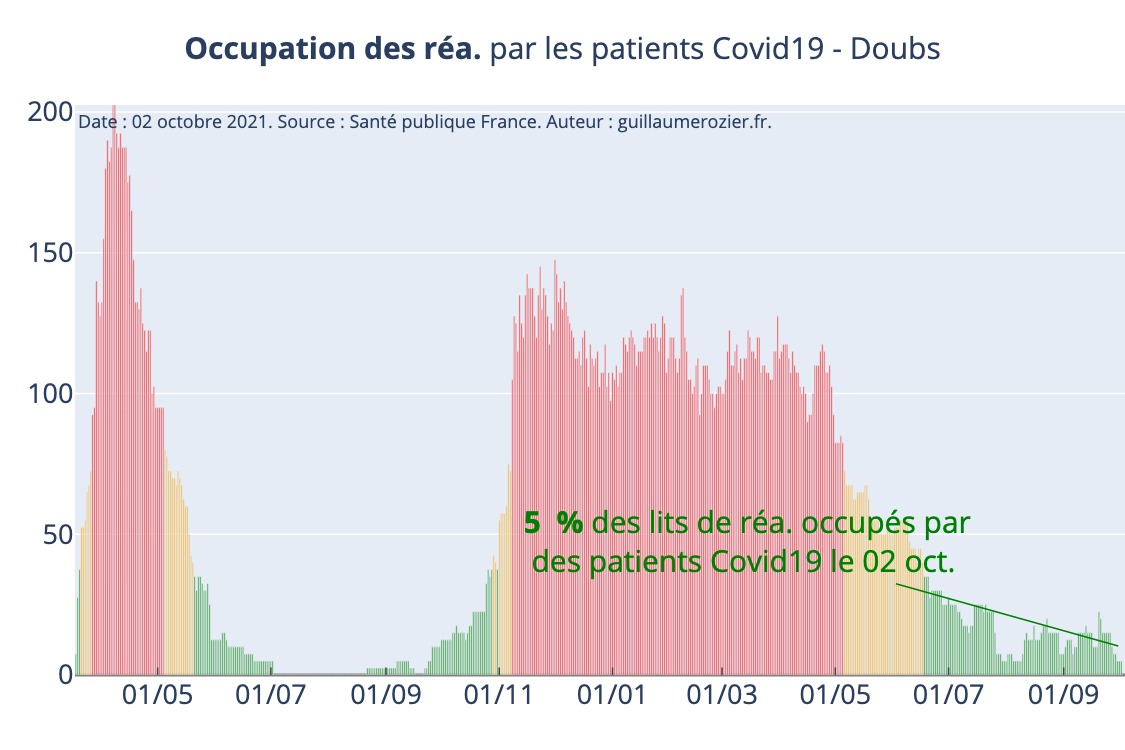 Occupation des réa. par les patients Covid19 - Doubs
200
Date : 02 octobre 2021. Source : Santé publique France. Auteur : guillaumerozier.fr.
150
100
50
5 % des lits de réa. occupés par
des patients Covid19 le 02 oct.
0
01/05 01/07 01/09 01/11 01/01 01/03 01/05 01/07 01/09